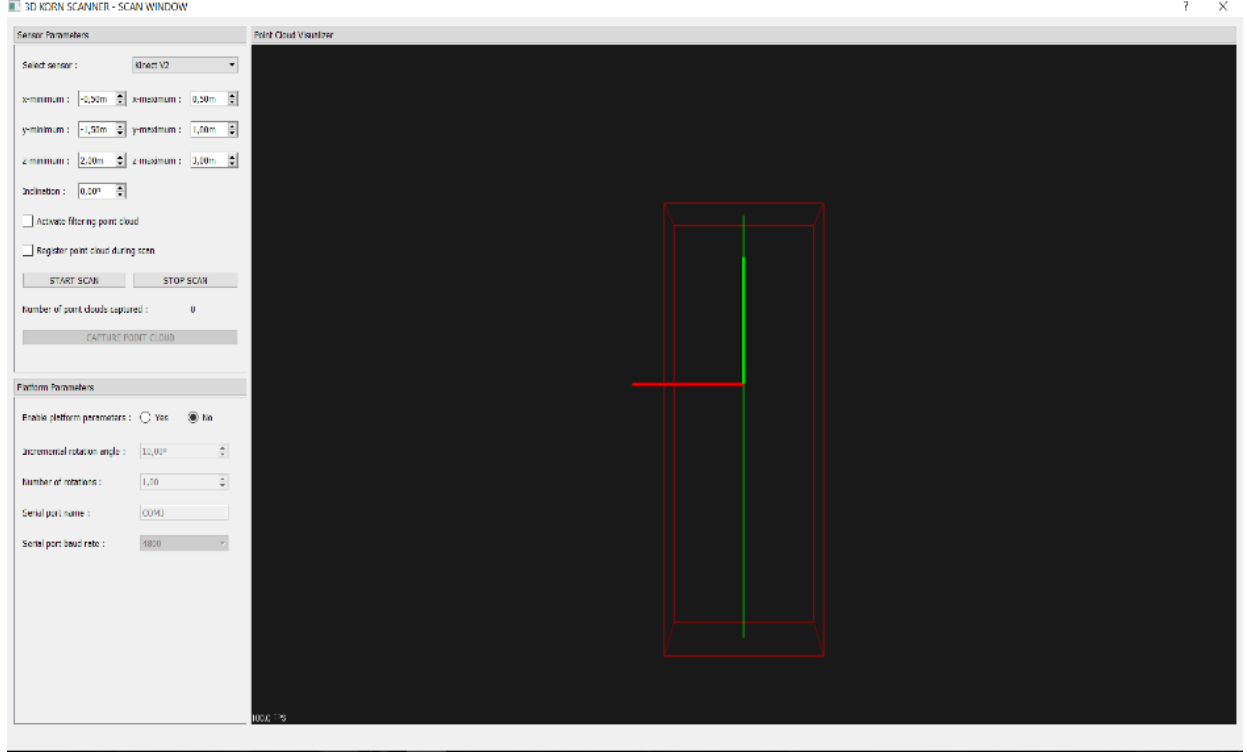 3D KORN SCANNER - SCAN WINDOW
? X
Sensor Parameters
Select sensor : Kinect V2
x-minimum : -0,50m x-maximum : 0,50m
y-minimum : -1,50m y-maximum : 1,00m
z-minimum : 2,00m z-maximum : 3,00m
Inclination : 0,00°
Activate filtering point cloud
Register point cloud during scan
START SCAN STOP SCAN
Number of point clouds captured : 0
CAPTURE POINT CLOUD
Platform Parameters
Enable platform parameters : Yes No
Incremental rotation angle : 10,00°
Number of rotations : 1,00
Serial port name : COM3
Serial port baud rate : 4800
Point Cloud Visualizer
100.0 FPS